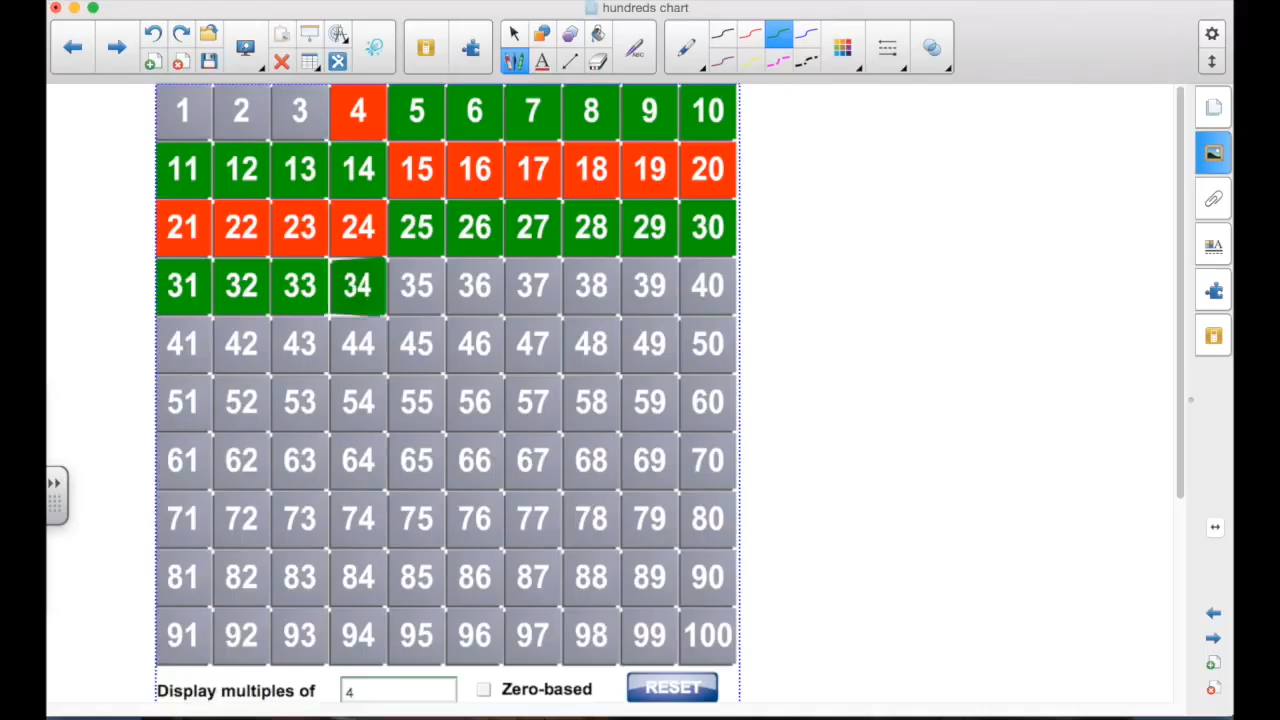 hundreds chart
ABC
A
A
1 2 3 4 5 6 7 8 9 10
11 12 13 14 15 16 17 18 19 20
21 22 23 24 25 26 27 28 29 30
31 32 33 34 35 36 37 38 39 40
41 42 43 44 45 46 47 48 49 50
51 52 53 54 55 56 57 58 59 60
61 62 63 64 65 66 67 68 69 70
71 72 73 74 75 76 77 78 79 80
81 82 83 84 85 86 87 88 89 90
91 92 93 94 95 96 97 98 99 100
Display multiples of 4 Zero-based RESET